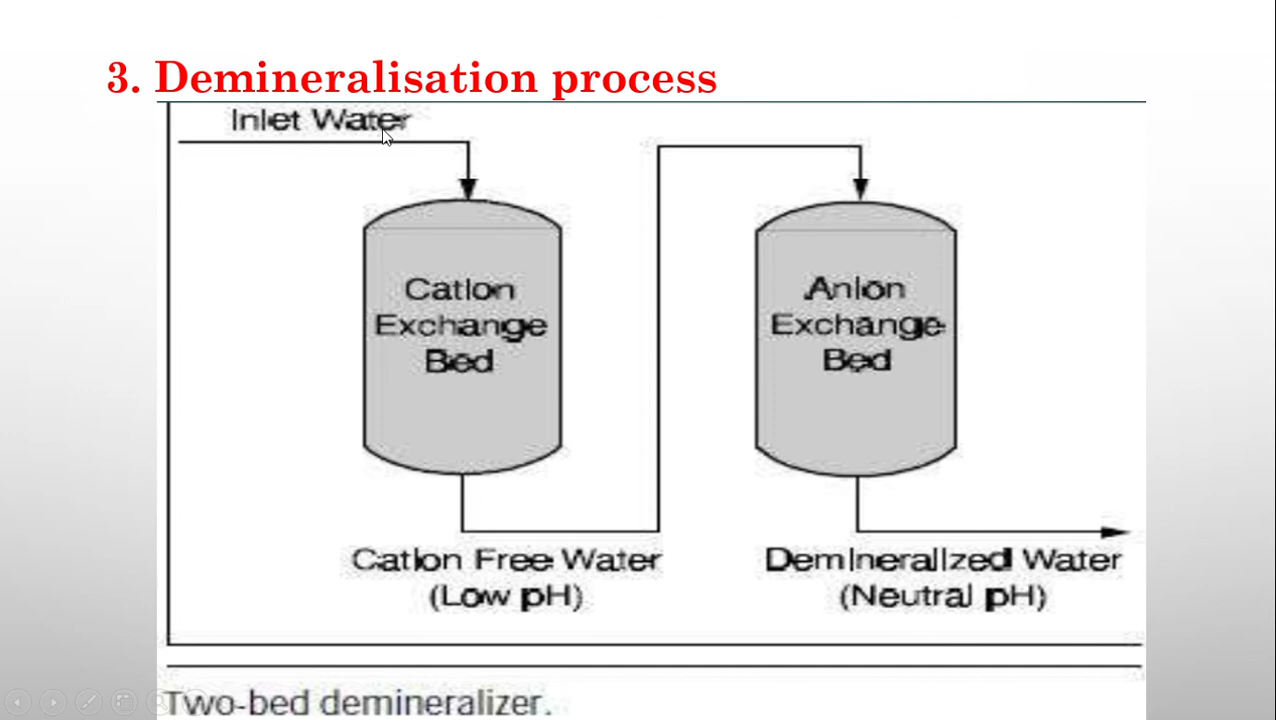 3. Demineralisation process
Inlet Water
Cation
Exchange
Bed
Anion
Exchange
Bed
Cation Free Water
(Low pH)
Demineralized Water
(Neutral pH)
Two-bed demineralizer.